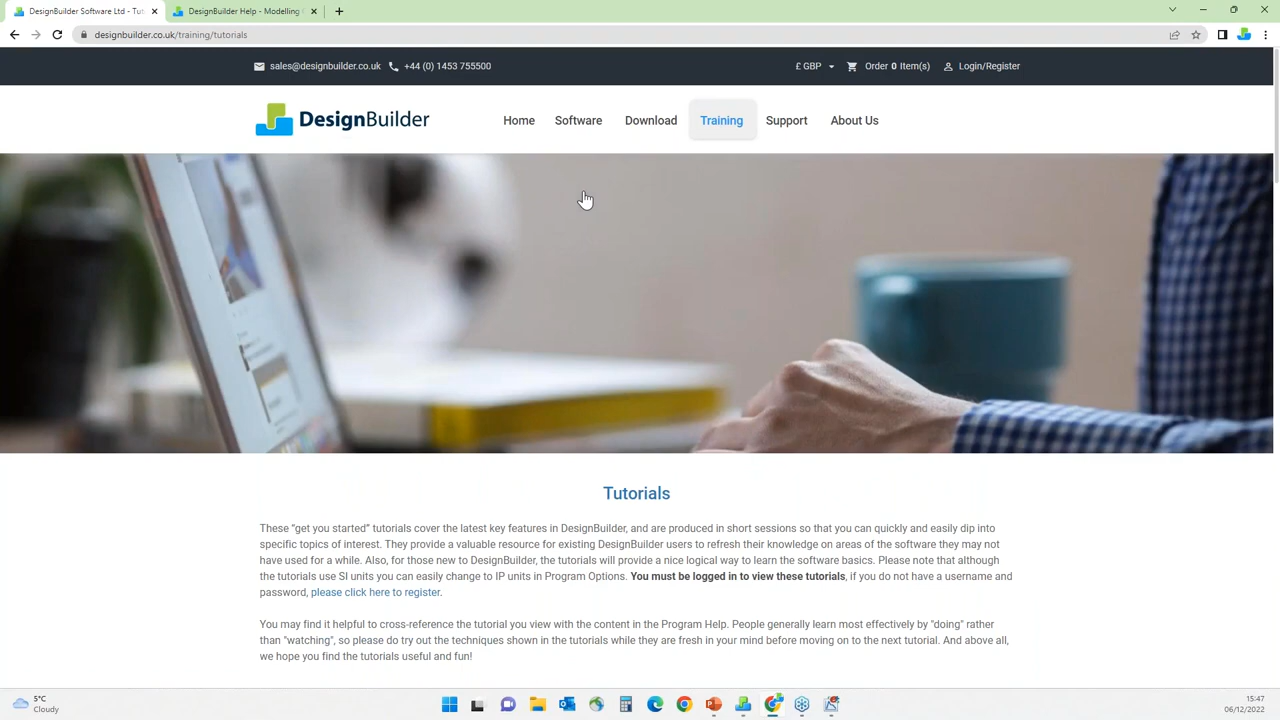 DesignBuilder Software Ltd - Tut
DesignBuilder Help - Modelling
designbuilder.co.uk/training/tutorials
sales@designbuilder.co.uk +44 (0) 1453 755500 £ GBP Order 0 Item(s) Login/Register
DesignBuilder Home Software Download Training Support About Us
Tutorials
These “get you started” tutorials cover the latest key features in DesignBuilder, and are produced in short sessions so that you can quickly and easily dip into
specific topics of interest. They provide a valuable resource for existing DesignBuilder users to refresh their knowledge on areas of the software they may not
have used for a while. Also, for those new to DesignBuilder, the tutorials will provide a nice logical way to learn the software basics. Please note that although
the tutorials use SI units you can easily change to IP units in Program Options. You must be logged in to view these tutorials, if you do not have a username and
password, please click here to register.
You may find it helpful to cross-reference the tutorial you view with the content in the Program Help. People generally learn most effectively by "doing" rather
than "watching", so please do try out the techniques shown in the tutorials while they are fresh in your mind before moving on to the next tutorial. And above all,
we hope you find the tutorials useful and fun!
5°C
Cloudy
15:47
06/12/2022